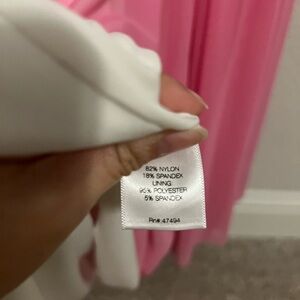 82% NYLON
18% SPANDEX
LINING:
95% POLYESTER
5% SPANDEX
Rn#:47494